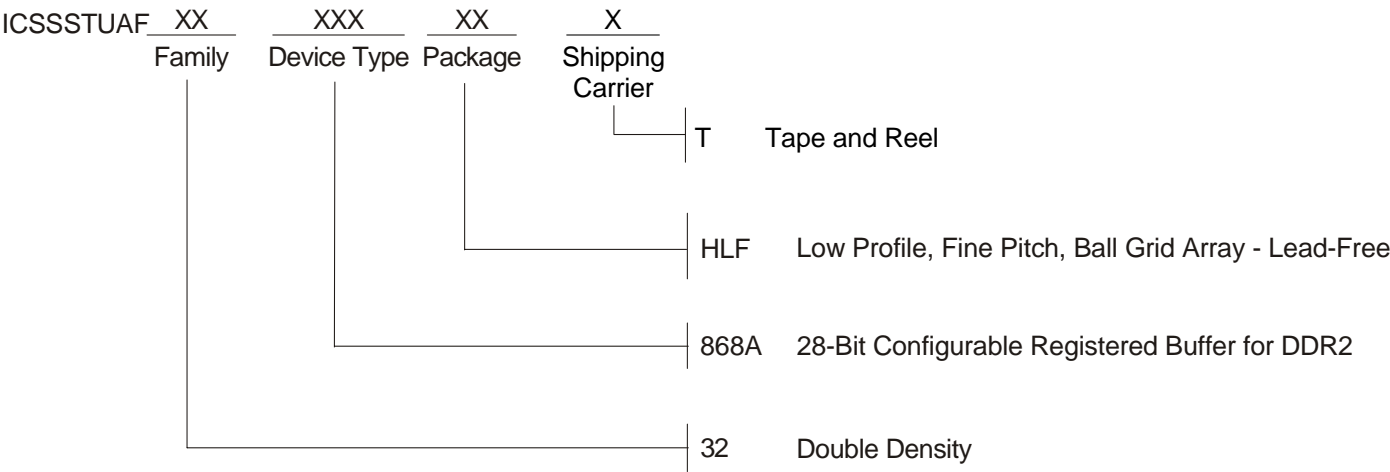 ICSSSTUAF XX XXX XX X
Family Device Type Package Shipping
Carrier
T Tape and Reel
HLF Low Profile, Fine Pitch, Ball Grid Array - Lead-Free
868A 28-Bit Configurable Registered Buffer for DDR2
32 Double Density